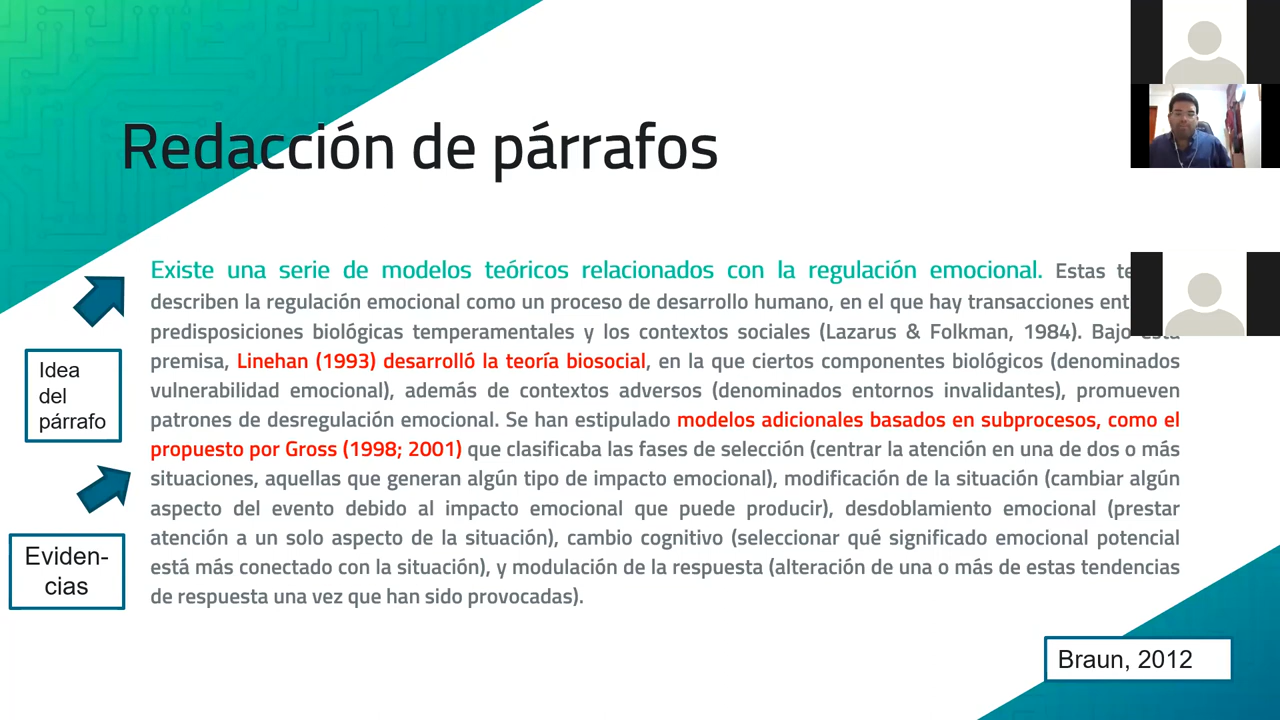 Redacción de párrafos
Existe una serie de modelos teóricos relacionados con la regulación emocional. Estas
describen la regulación emocional como un proceso de desarrollo humano, en el que hay transacciones
predisposiciones biológicas temperamentales y los contextos sociales (Lazarus & Folkman, 1984). Bajo esta
premisa, Linehan (1993) desarrolló la teoría biosocial, en la que ciertos componentes biológicos (denominados
vulnerabilidad emocional), además de contextos adversos (denominados entornos invalidantes), promueven
patrones de desregulación emocional. Se han estipulado modelos adicionales basados en subprocesos, como el
propuesto por Gross (1998; 2001) que clasificaba las fases de selección (centrar la atención en una de dos o más
situaciones, aquellas que generan algún tipo de impacto emocional), modificación de la situación (cambiar algún
aspecto del evento debido al impacto emocional que puede producir), desdoblamiento emocional (prestar
atención a un solo aspecto de la situación), cambio cognitivo (seleccionar qué significado emocional potencial
está más conectado con la situación), y modulación de la respuesta (alteración de una o más de estas tendencias
de respuesta una vez que han sido provocadas).
Idea
del
párrafo
Eviden-
cias
Braun, 2012